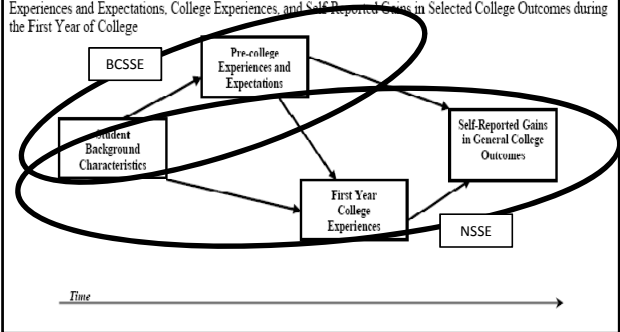 Experiences and Expectations, College Experiences, and Self-Reported Gains in Selected College Outcomes during
the First Year of College
BCSSE
Pre-college
Experiences and
Expectations
Student
Background
Characteristics
Self-Reported Gains
in General College
Outcomes
First Year
College
Experiences
NSSE
Time